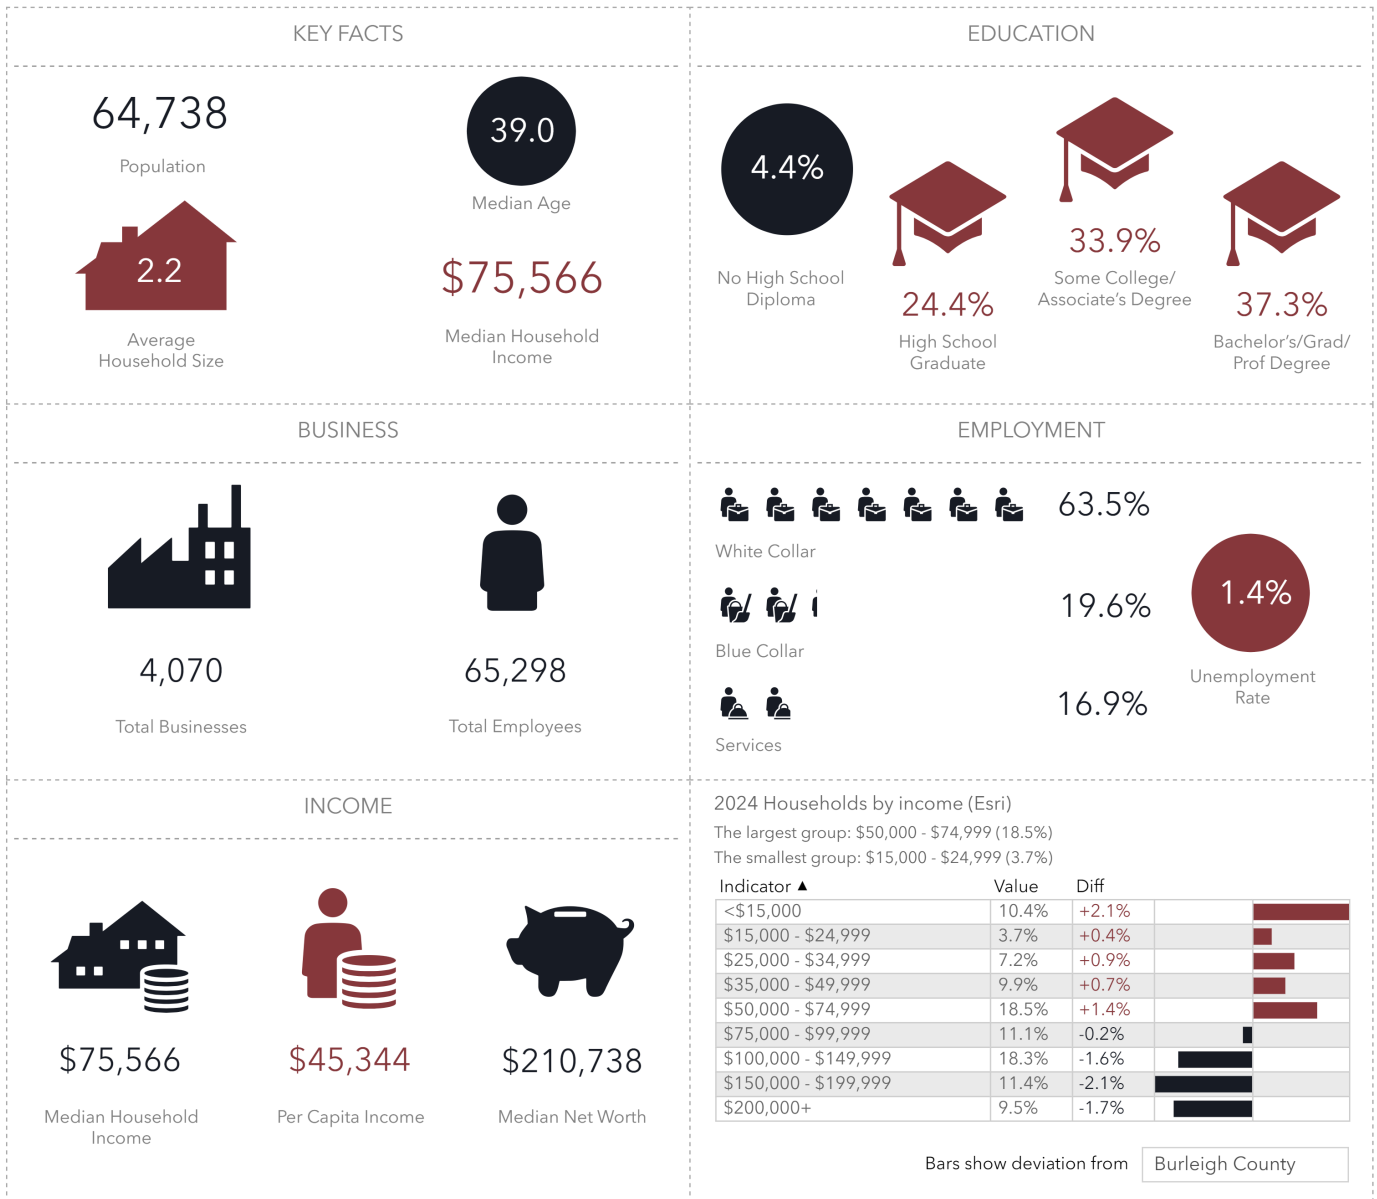 KEY FACTS
64,738
Population
39.0
Median Age
2.2
Average
Household Size
$75,566
Median Household
Income
EDUCATION
4.4%
No High School
Diploma
24.4%
High School
Graduate
33.9%
Some College/
Associate's Degree
37.3%
Bachelor's/Grad/
Prof Degree
BUSINESS
4,070
Total Businesses
65,298
Total Employees
EMPLOYMENT
63.5%
White Collar
19.6%
Blue Collar
16.9%
Services
1.4%
Unemployment
Rate
INCOME
$75,566
Median Household
Income
$45,344
Per Capita Income
$210,738
Median Net Worth
2024 Households by income (Esri)
The largest group: $50,000 - $74,999 (18.5%)
The smallest group: $15,000 - $24,999 (3.7%)
Indicator ▲ Value Diff
<$15,000 10.4% +2.1%
$15,000 - $24,999 3.7% +0.4%
$25,000 - $34,999 7.2% +0.9%
$35,000 - $49,999 9.9% +0.7%
$50,000 - $74,999 18.5% +1.4%
$75,000 - $99,999 11.1% -0.2%
$100,000 - $149,999 18.3% -1.6%
$150,000 - $199,999 11.4% -2.1%
$200,000+ 9.5% -1.7%
Bars show deviation from Burleigh County